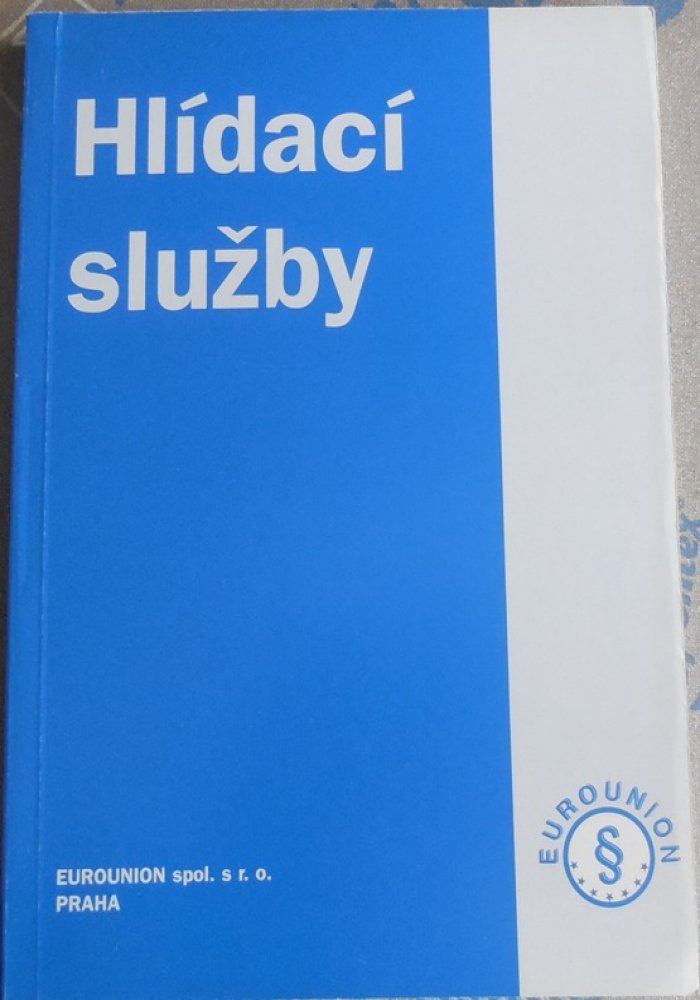 Hlídací
služby
EUROUNION spol. s r. o.
PRAHA
EUROUNION
§